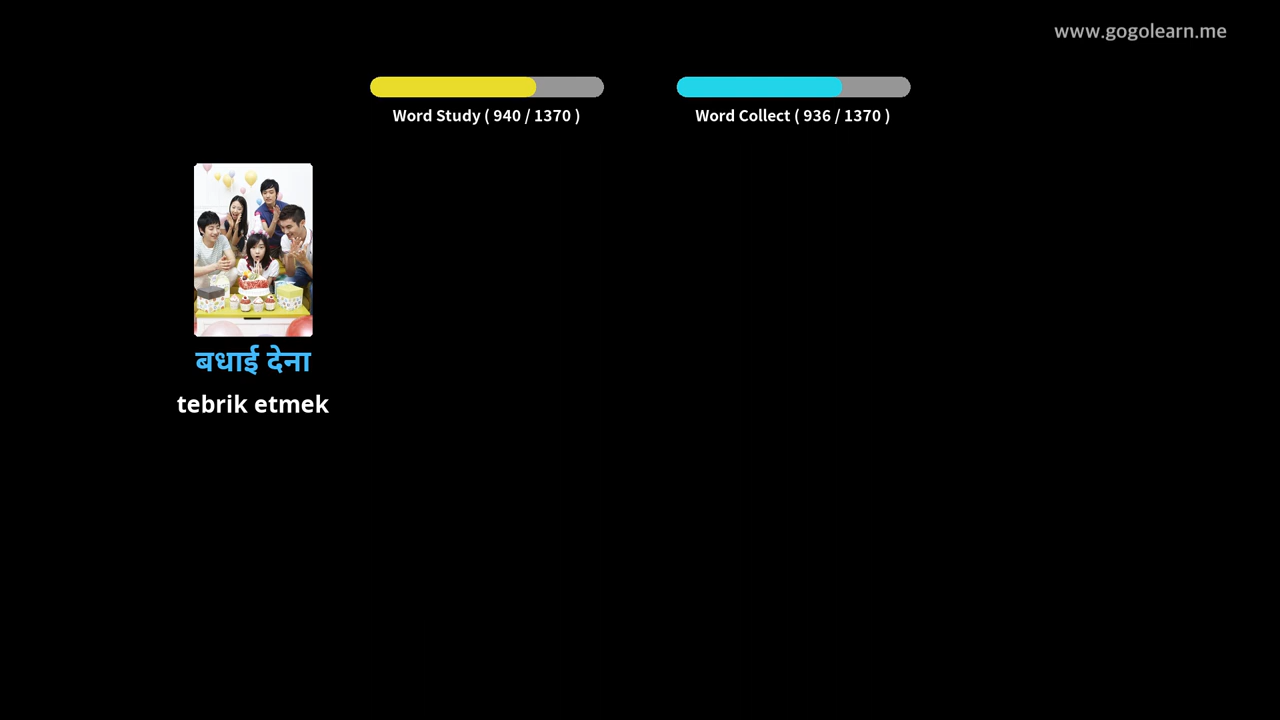 www.gogolearn.me
Word Study ( 940 / 1370 )
Word Collect ( 936 / 1370 )
बधाई देना
tebrik etmek